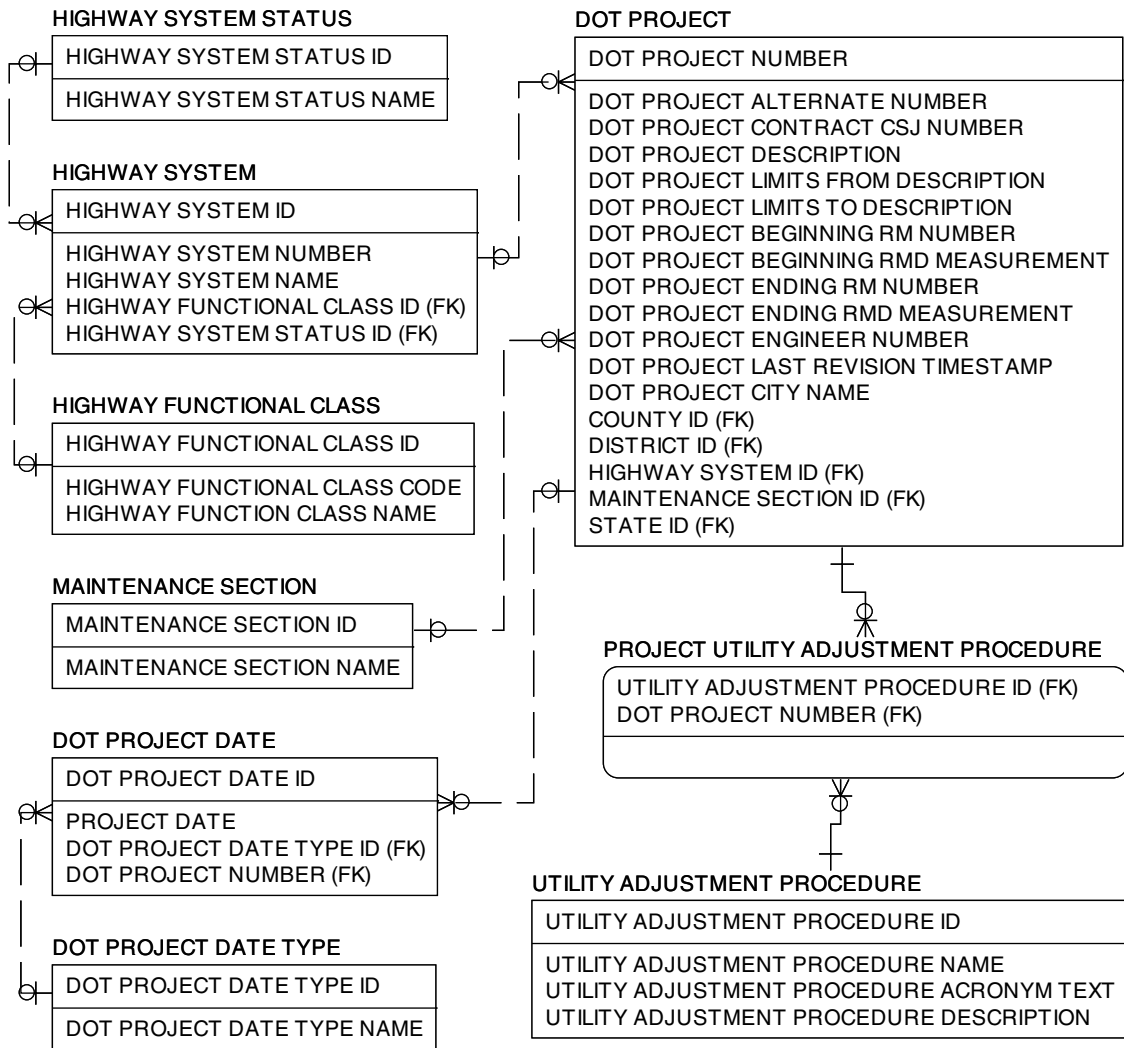 HIGHWAY SYSTEM STATUS
HIGHWAY SYSTEM STATUS ID
HIGHWAY SYSTEM STATUS NAME
HIGHWAY SYSTEM
HIGHWAY SYSTEM ID
HIGHWAY SYSTEM NUMBER
HIGHWAY SYSTEM NAME
HIGHWAY FUNCTIONAL CLASS ID (FK)
HIGHWAY SYSTEM STATUS ID (FK)
HIGHWAY FUNCTIONAL CLASS
HIGHWAY FUNCTIONAL CLASS ID
HIGHWAY FUNCTIONAL CLASS CODE
HIGHWAY FUNCTION CLASS NAME
MAINTENANCE SECTION
MAINTENANCE SECTION ID
MAINTENANCE SECTION NAME
DOT PROJECT DATE
DOT PROJECT DATE ID
PROJECT DATE
DOT PROJECT DATE TYPE ID (FK)
DOT PROJECT NUMBER (FK)
DOT PROJECT DATE TYPE
DOT PROJECT DATE TYPE ID
DOT PROJECT DATE TYPE NAME
DOT PROJECT
DOT PROJECT NUMBER
DOT PROJECT ALTERNATE NUMBER
DOT PROJECT CONTRACT CSJ NUMBER
DOT PROJECT DESCRIPTION
DOT PROJECT LIMITS FROM DESCRIPTION
DOT PROJECT LIMITS TO DESCRIPTION
DOT PROJECT BEGINNING RM NUMBER
DOT PROJECT BEGINNING RMD MEASUREMENT
DOT PROJECT ENDING RM NUMBER
DOT PROJECT ENDING RMD MEASUREMENT
DOT PROJECT ENGINEER NUMBER
DOT PROJECT LAST REVISION TIMESTAMP
DOT PROJECT CITY NAME
COUNTY ID (FK)
DISTRICT ID (FK)
HIGHWAY SYSTEM ID (FK)
MAINTENANCE SECTION ID (FK)
STATE ID (FK)
PROJECT UTILITY ADJUSTMENT PROCEDURE
UTILITY ADJUSTMENT PROCEDURE ID (FK)
DOT PROJECT NUMBER (FK)
UTILITY ADJUSTMENT PROCEDURE
UTILITY ADJUSTMENT PROCEDURE ID
UTILITY ADJUSTMENT PROCEDURE NAME
UTILITY ADJUSTMENT PROCEDURE ACRONYM TEXT
UTILITY ADJUSTMENT PROCEDURE DESCRIPTION